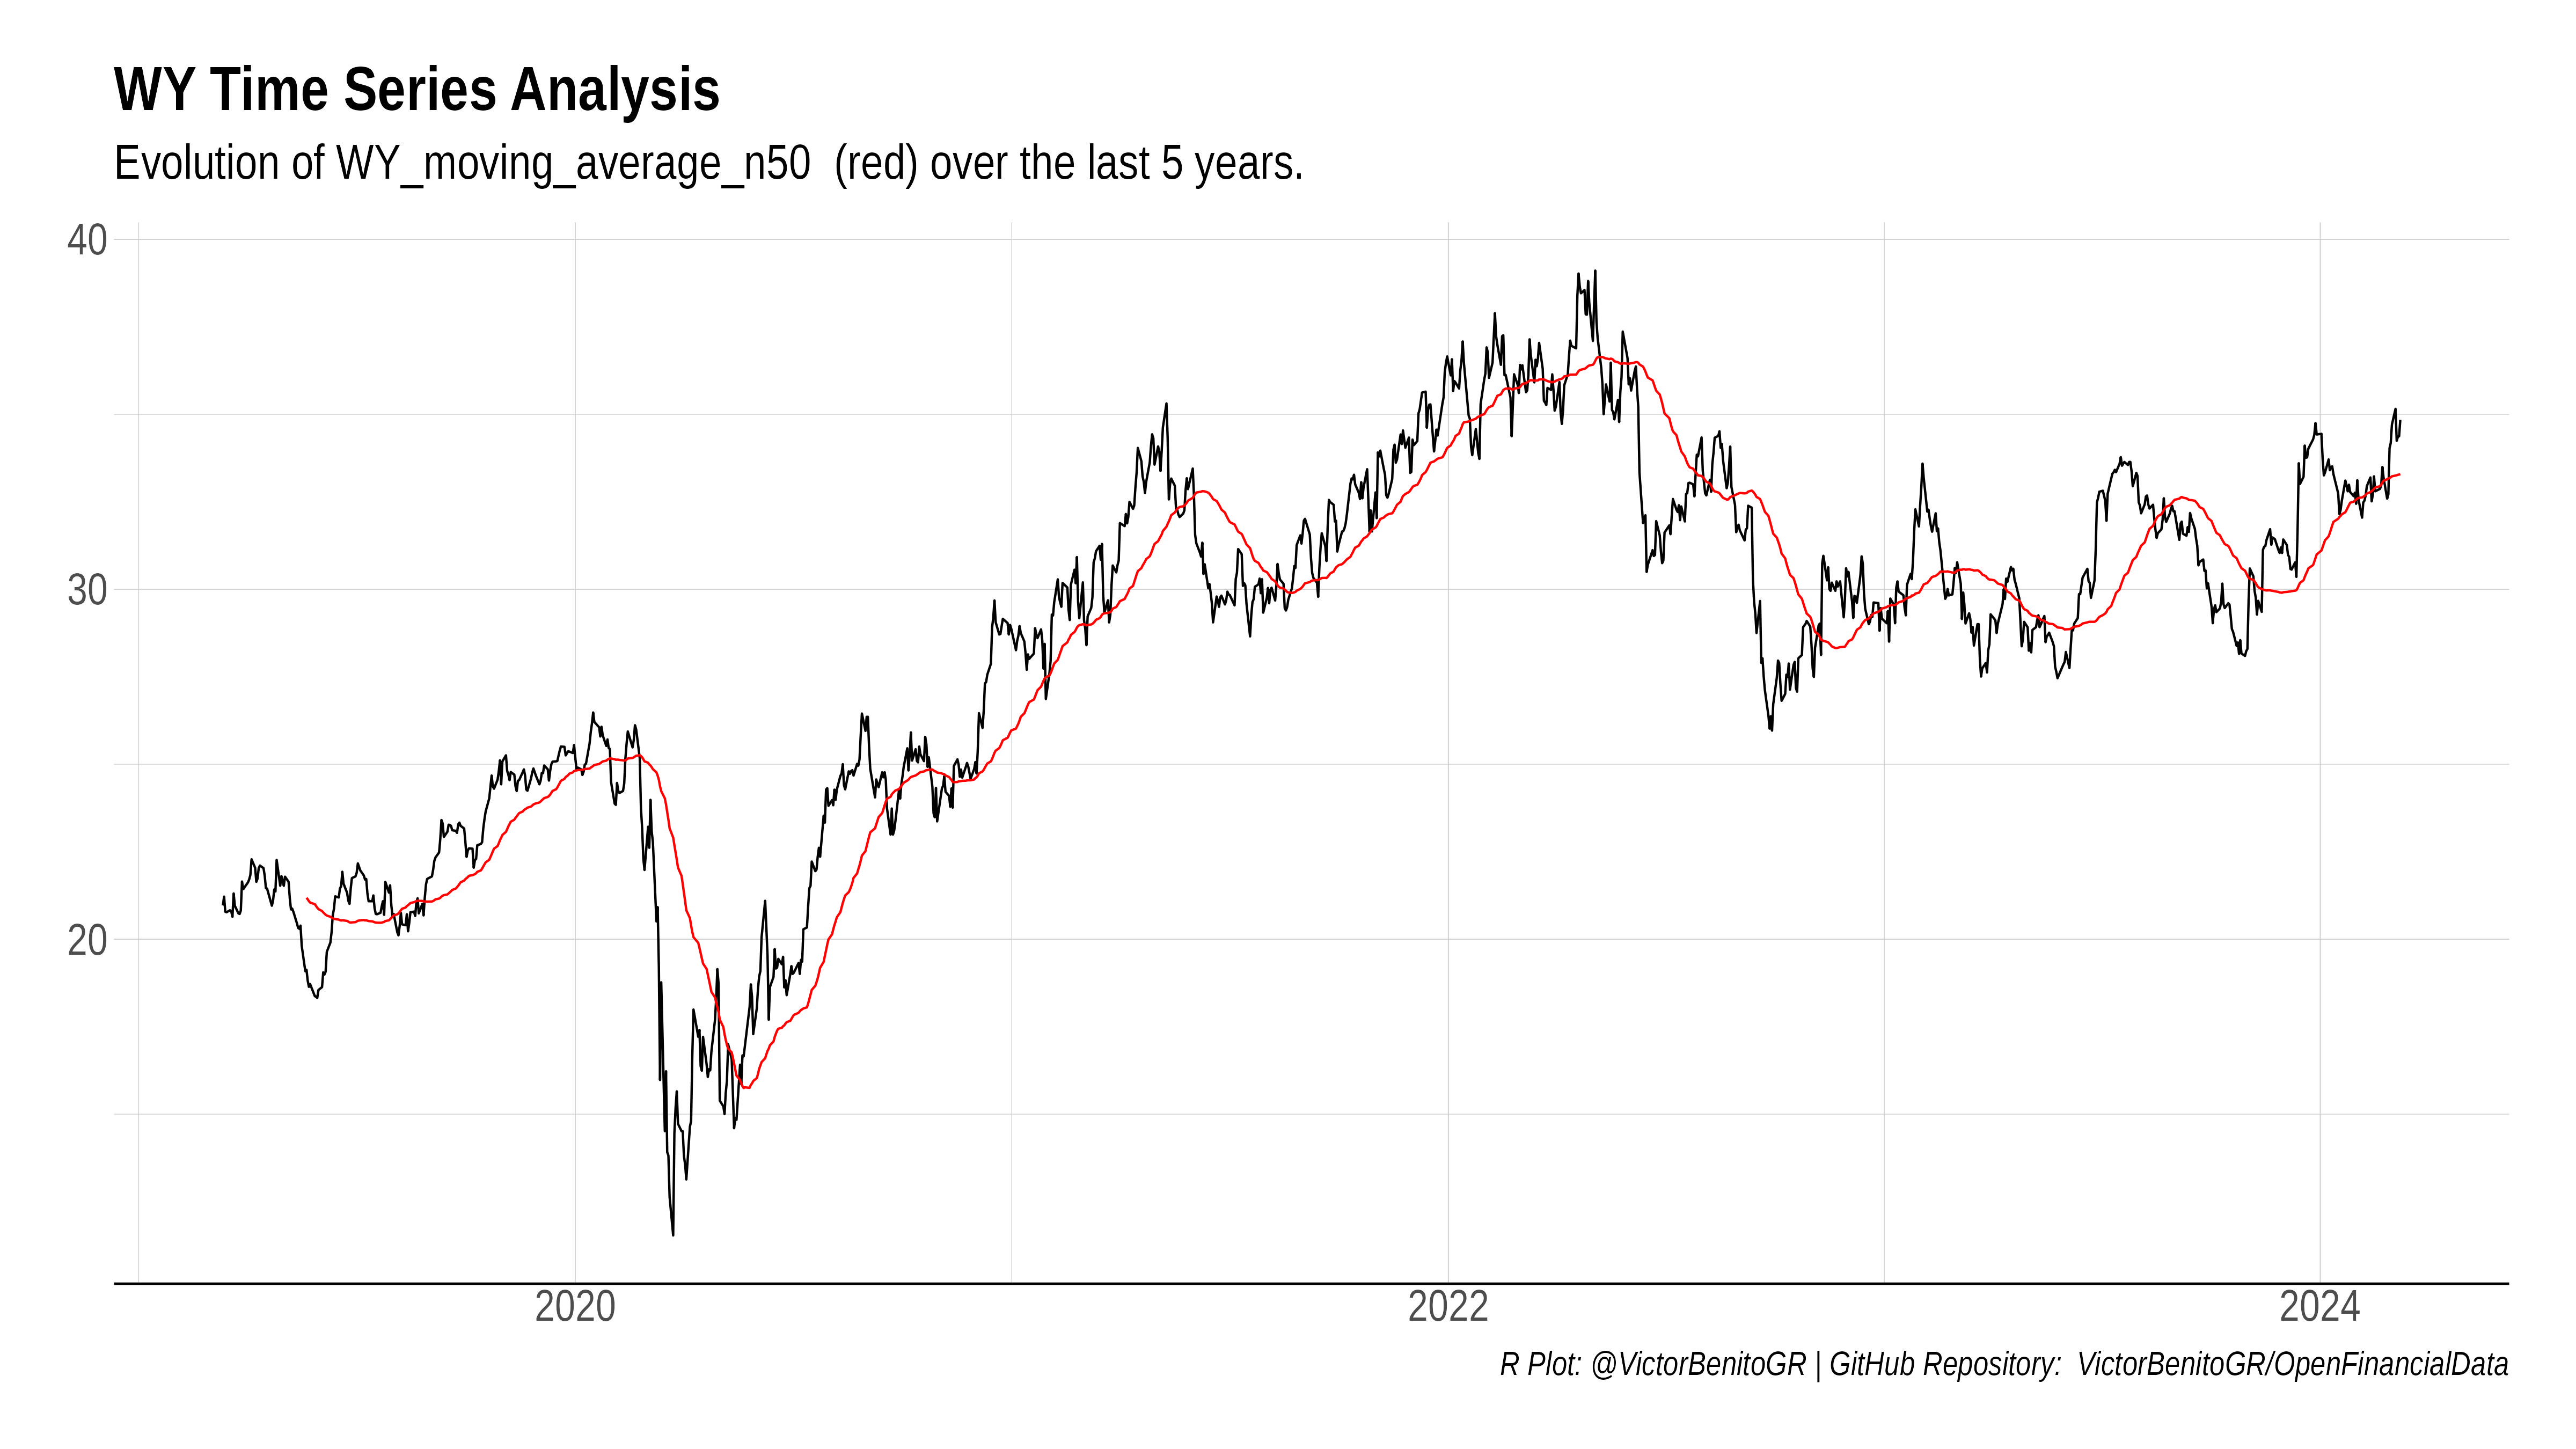 WY Time Series Analysis
Evolution of WY_moving_average_n50  (red) over the last 5 years.
40
30
20
2020
2022
2024
R Plot: @VictorBenitoGR | GitHub Repository:  VictorBenitoGR/OpenFinancialData